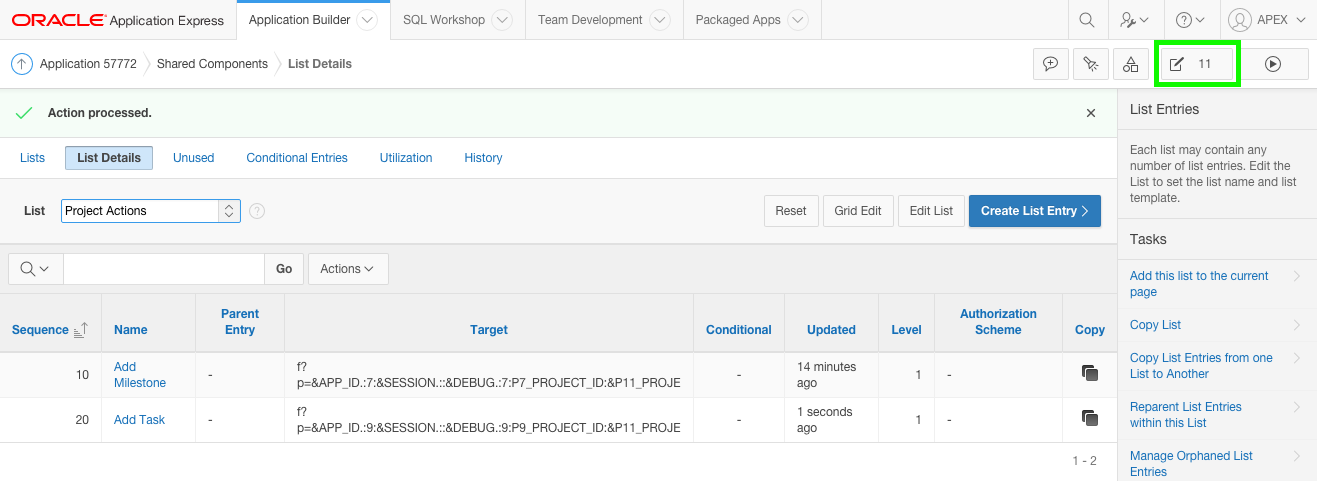 ORACLE Application Express
Application Builder
SQL Workshop
Team Development
Packaged Apps
APEX
Application 57772
Shared Components
List Details
11
Action processed.
Lists
List Details
Unused
Conditional Entries
Utilization
History
List
Project Actions
Reset
Grid Edit
Edit List
Create List Entry
Go
Actions
Sequence
Name
Parent
Entry
Target
Conditional
Updated
Level
Authorization
Scheme
Copy
10
Add
Milestone
-
f?
p=&APP_ID.:7:&SESSION.::&DEBUG.:7:P7_PROJECT_ID:&P11_PROJE
-
14 minutes
ago
1
-
20
Add Task
-
f?
p=&APP_ID.:9:&SESSION.::&DEBUG.:9:P9_PROJECT_ID:&P11_PROJE
-
1 seconds
ago
1
-
1 - 2
List Entries
Each list may contain any
number of list entries. Edit the
List to set the list name and list
template.
Tasks
Add this list to the current
page
Copy List
Copy List Entries from one
List to Another
Reparent List Entries
within this List
Manage Orphaned List
Entries